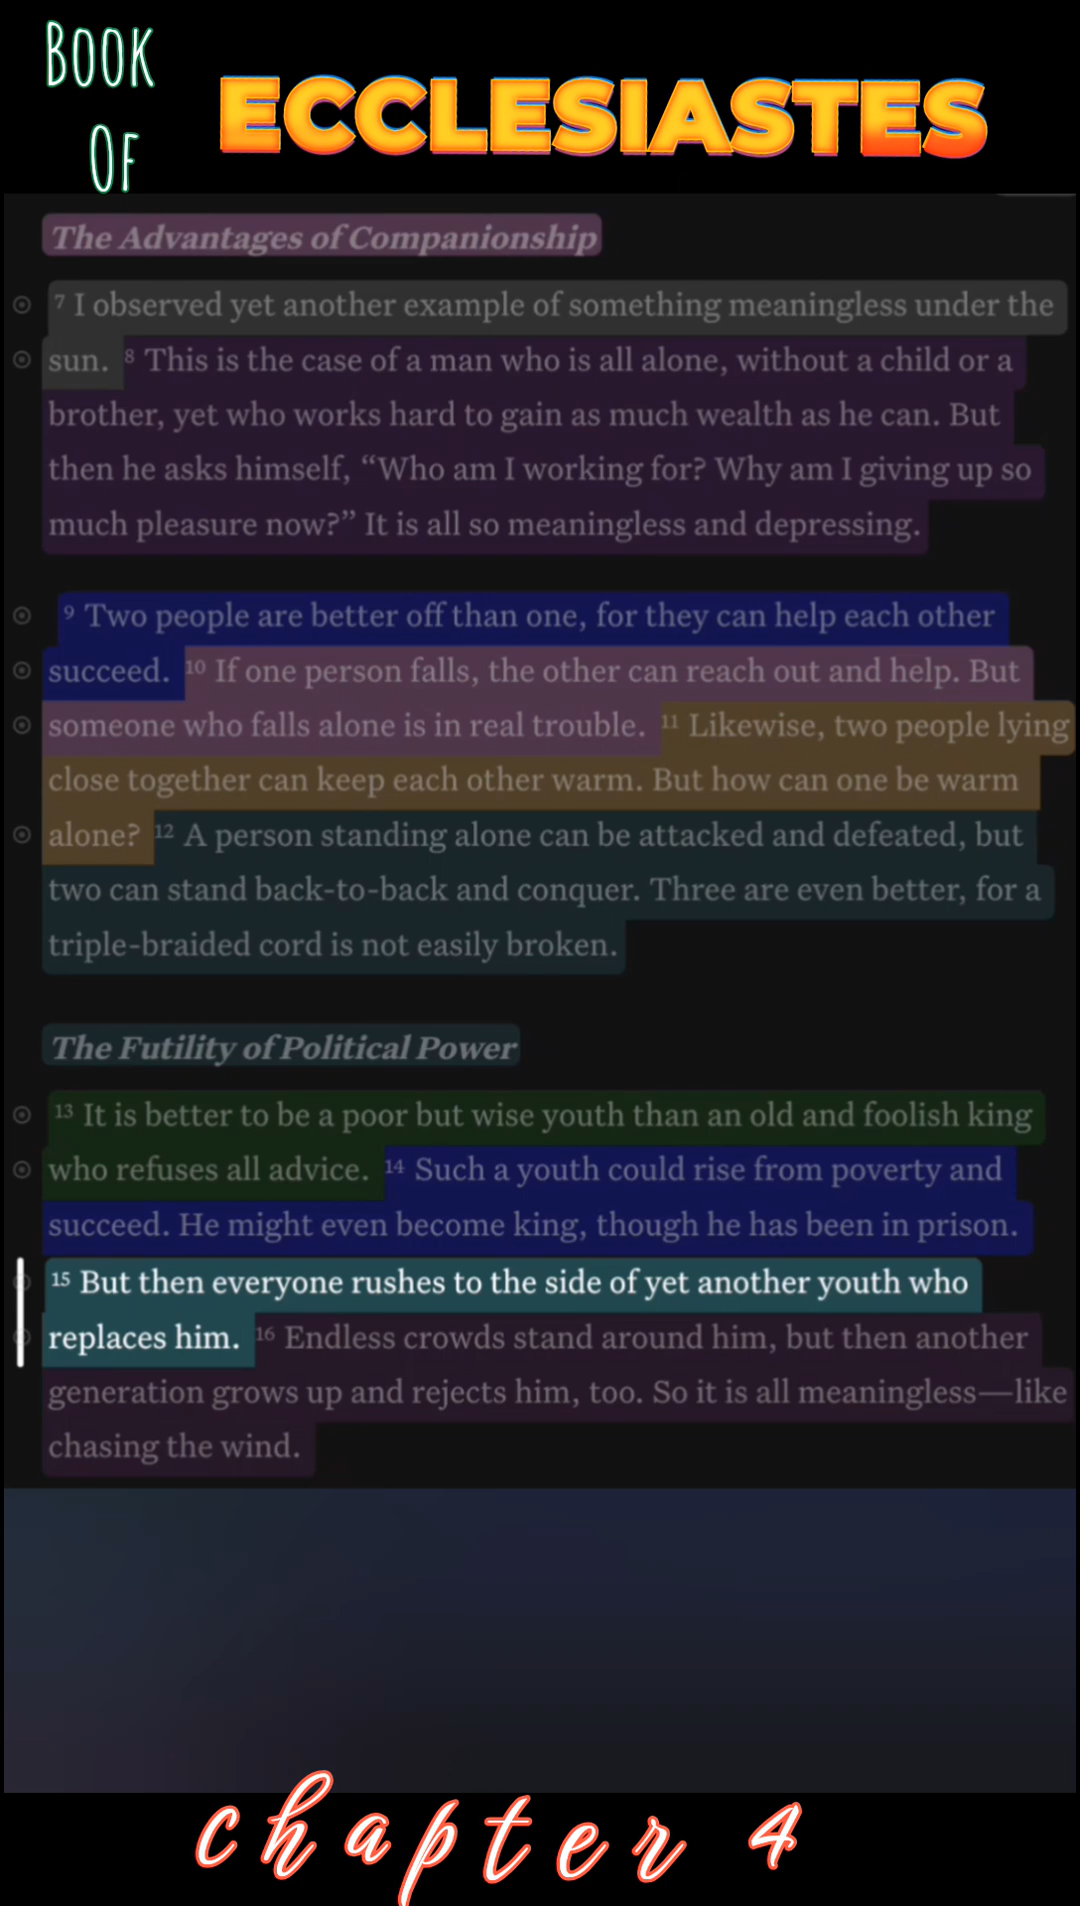 BOOK
OF
ECCLESIASTES
The Advantages of Companionship
7 I observed yet another example of something meaningless under the
sun. 8 This is the case of a man who is all alone, without a child or a
brother, yet who works hard to gain as much wealth as he can. But
then he asks himself, “Who am I working for? Why am I giving up so
much pleasure now?” It is all so meaningless and depressing.
9 Two people are better off than one, for they can help each other
succeed. 10 If one person falls, the other can reach out and help. But
someone who falls alone is in real trouble. 11 Likewise, two people lying
close together can keep each other warm. But how can one be warm
alone? 12 A person standing alone can be attacked and defeated, but
two can stand back-to-back and conquer. Three are even better, for a
triple-braided cord is not easily broken.
The Futility of Political Power
13 It is better to be a poor but wise youth than an old and foolish king
who refuses all advice. 14 Such a youth could rise from poverty and
succeed. He might even become king, though he has been in prison.
15 But then everyone rushes to the side of yet another youth who
replaces him. 16 Endless crowds stand around him, but then another
generation grows up and rejects him, too. So it is all meaningless—like
chasing the wind.
chapter 4